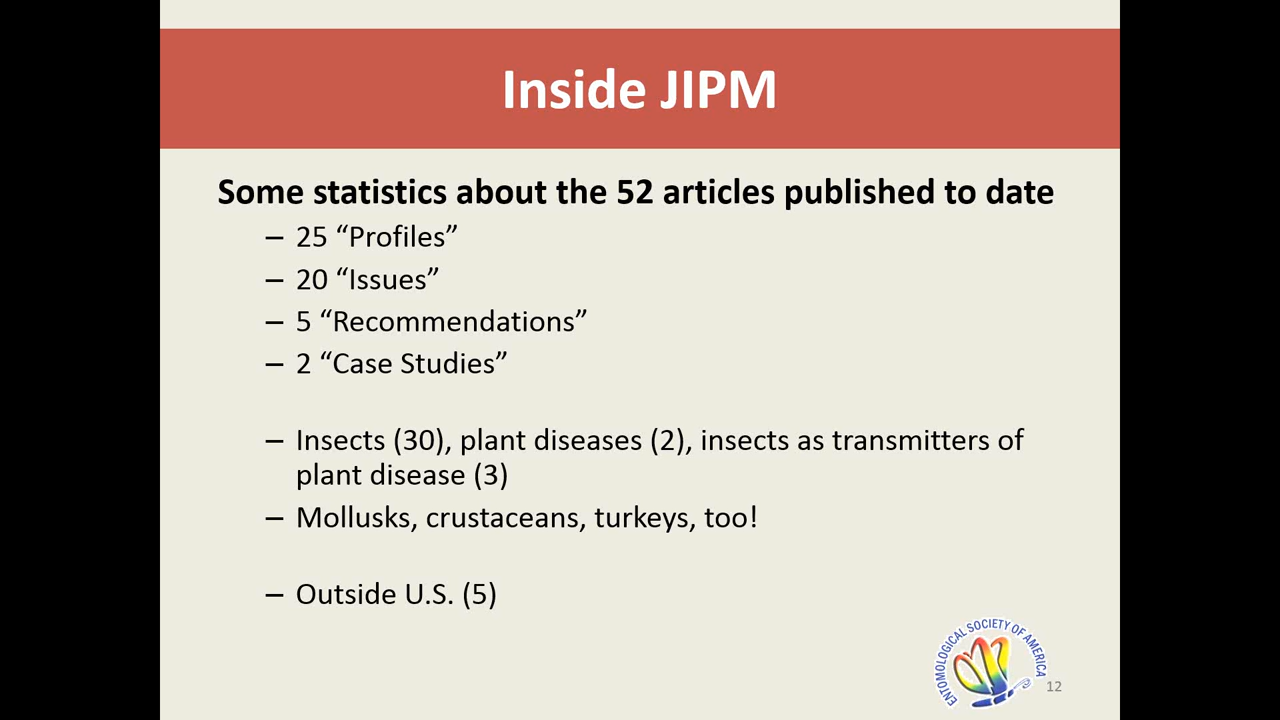 Inside JIPM
Some statistics about the 52 articles published to date
– 25 “Profiles”
– 20 “Issues”
– 5 “Recommendations”
– 2 “Case Studies”
– Insects (30), plant diseases (2), insects as transmitters of
plant disease (3)
– Mollusks, crustaceans, turkeys, too!
– Outside U.S. (5)
ENTOMOLOGICAL SOCIETY OF AMERICA
12